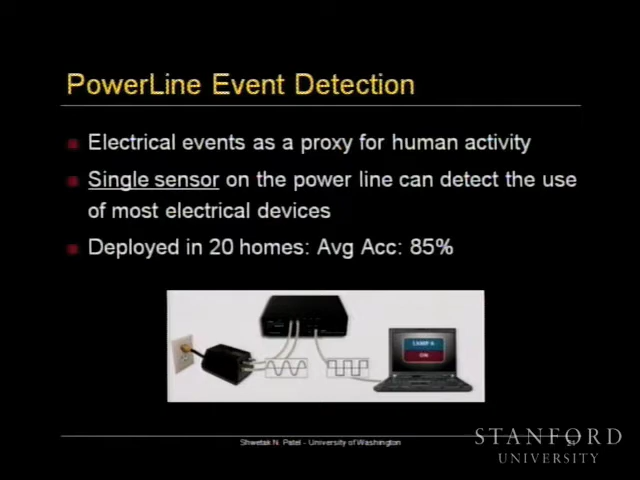 PowerLine Event Detection
Electrical events as a proxy for human activity
Single sensor on the power line can detect the use
of most electrical devices
Deployed in 20 homes: Avg Acc: 85%
ON
Shwetak N. Patel - University of Washington
STANFORD
UNIVERSITY